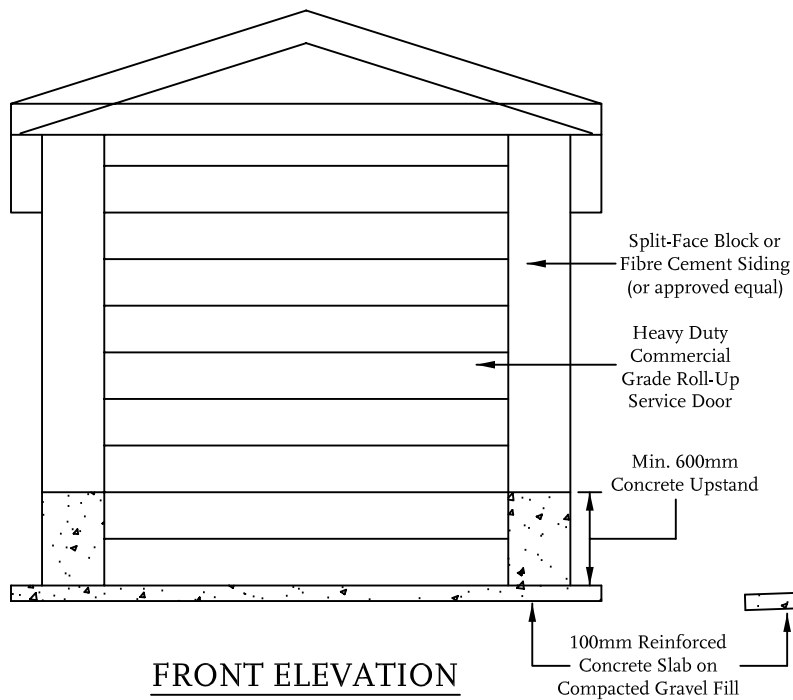 Split-Face Block or
Fibre Cement Siding
(or approved equal)
Heavy Duty
Commercial
Grade Roll-Up
Service Door
Min. 600mm
Concrete Upstand
100mm Reinforced
Concrete Slab on
Compacted Gravel Fill
FRONT ELEVATION